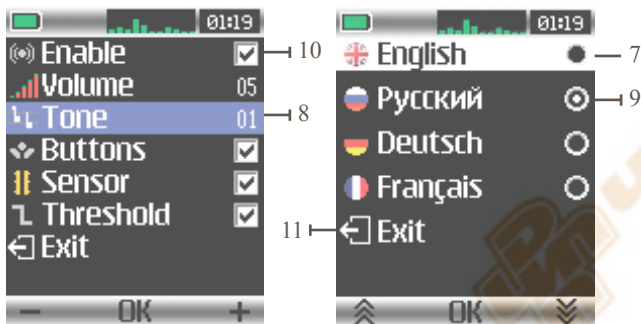 01:19
Enable 10
Volume 05
Tone 01 8
Buttons
Sensor
Threshold
Exit
− OK +
01:19
English 7
Русский 9
Deutsch
Français
11 Exit
OK